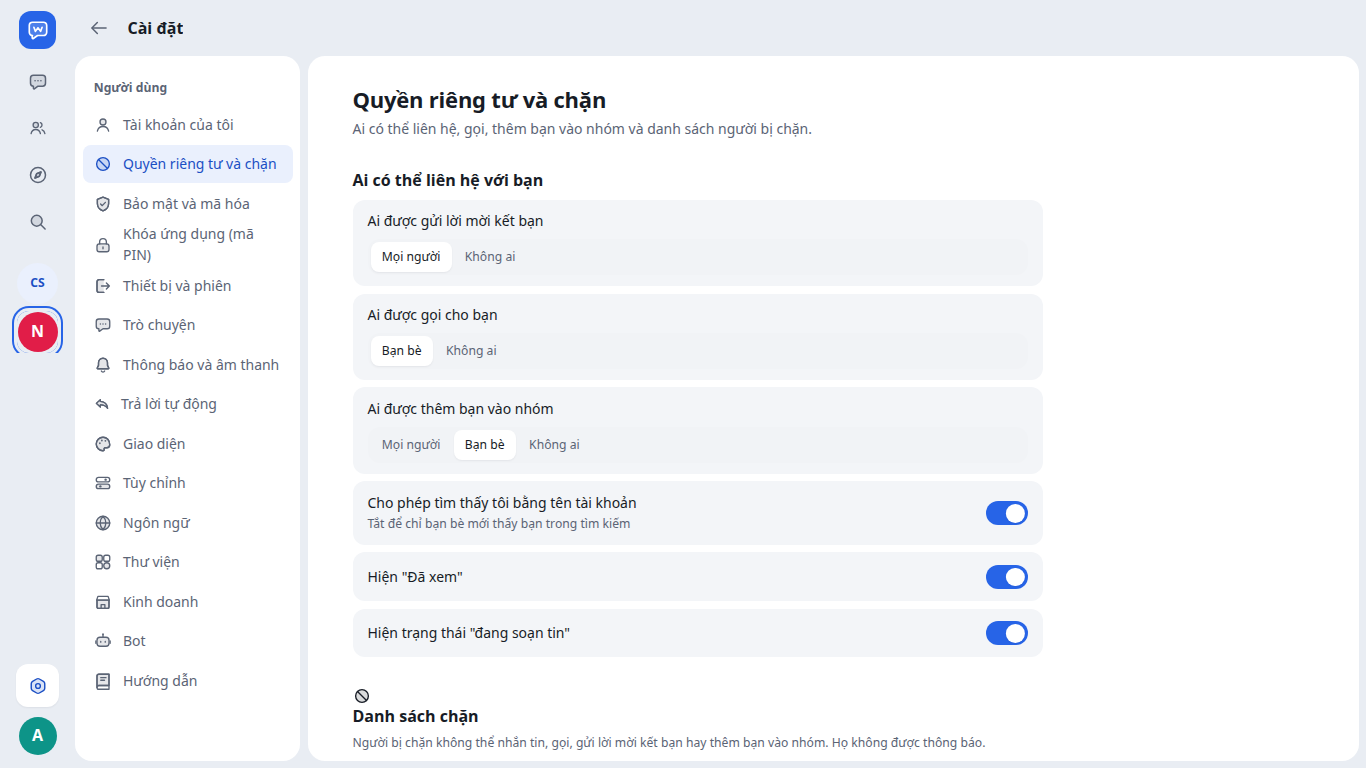 Cài đặt
CS
N
A
Người dùng
Tài khoản của tôi
Quyền riêng tư và chặn
Bảo mật và mã hóa
Khóa ứng dụng (mã
PIN)
Thiết bị và phiên
Trò chuyện
Thông báo và âm thanh
Trả lời tự động
Giao diện
Tùy chỉnh
Ngôn ngữ
Thư viện
Kinh doanh
Bot
Hướng dẫn
Quyền riêng tư và chặn
Ai có thể liên hệ, gọi, thêm bạn vào nhóm và danh sách người bị chặn.
Ai có thể liên hệ với bạn
Ai được gửi lời mời kết bạn
Mọi người Không ai
Ai được gọi cho bạn
Bạn bè Không ai
Ai được thêm bạn vào nhóm
Mọi người Bạn bè Không ai
Cho phép tìm thấy tôi bằng tên tài khoản
Tắt để chỉ bạn bè mới thấy bạn trong tìm kiếm
Hiện "Đã xem"
Hiện trạng thái "đang soạn tin"
Danh sách chặn
Người bị chặn không thể nhắn tin, gọi, gửi lời mời kết bạn hay thêm bạn vào nhóm. Họ không được thông báo.